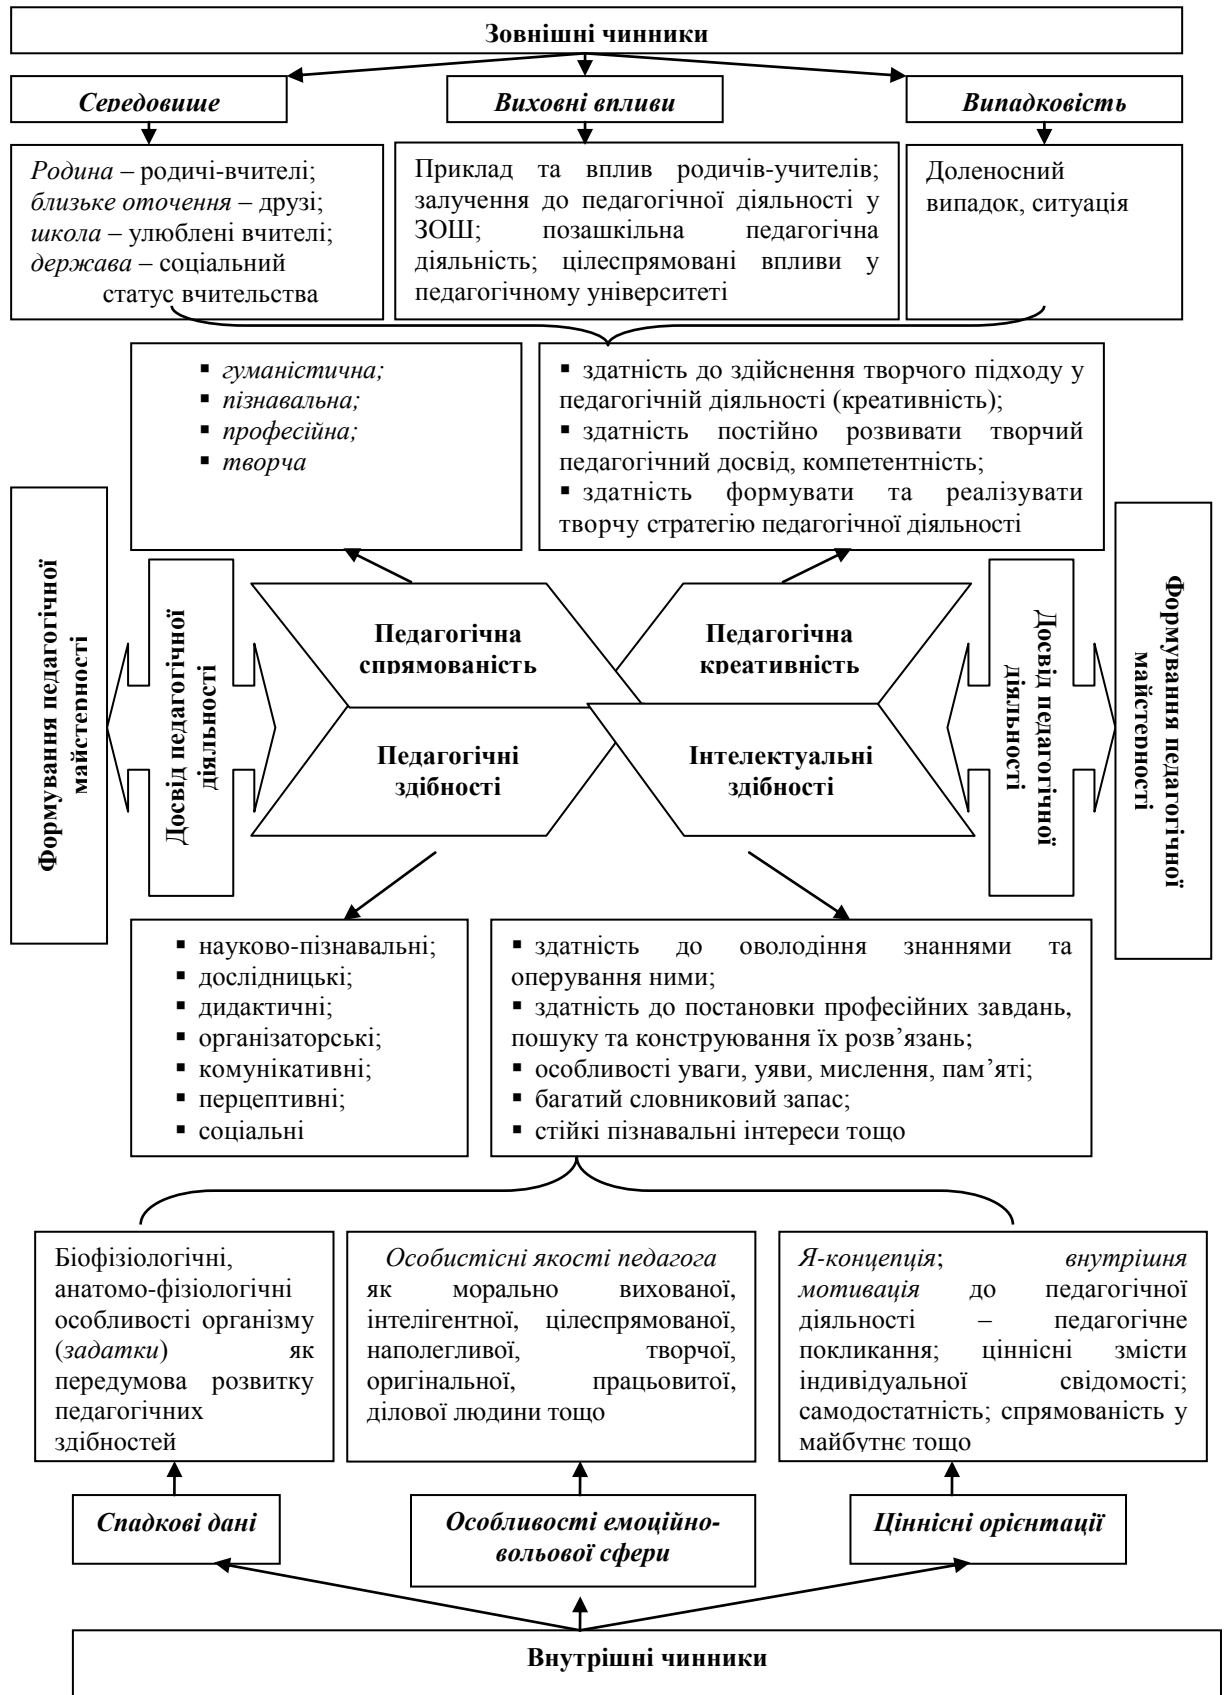 Зовнішні чинники
Середовище
Виховні впливи
Випадковість
Родина – родичі-вчителі;
близьке оточення – друзі;
школа – улюблені вчителі;
держава – соціальний
статус вчительства
Приклад та вплив родичів-учителів;
залучення до педагогічної діяльності у
ЗОШ; позашкільна педагогічна
діяльність; цілеспрямовані впливи у
педагогічному університеті
Доленосний
випадок, ситуація
▪ гуманістична;
▪ пізнавальна;
▪ професійна;
▪ творча
▪ здатність до здійснення творчого підходу у
педагогічній діяльності (креативність);
▪ здатність постійно розвивати творчий
педагогічний досвід, компетентність;
▪ здатність формувати та реалізувати
творчу стратегію педагогічної діяльності
Формування педагогічної
майстерності
Досвід педагогічної
діяльності
Педагогічна
спрямованість
Педагогічна
креативність
Педагогічні
здібності
Інтелектуальні
здібності
Досвід педагогічної
діяльності
Формування педагогічної
майстерності
▪ науково-пізнавальні;
▪ дослідницькі;
▪ дидактичні;
▪ організаторські;
▪ комунікативні;
▪ перцептивні;
▪ соціальні
▪ здатність до оволодіння знаннями та
оперування ними;
▪ здатність до постановки професійних завдань,
пошуку та конструювання їх розв’язань;
▪ особливості уваги, уяви, мислення, пам’яті;
▪ багатий словниковий запас;
▪ стійкі пізнавальні інтереси тощо
Біофізіологічні,
анатомо-фізіологічні
особливості організму
(задатки) як
передумова розвитку
педагогічних
здібностей
Особистісні якості педагога
як морально вихованої,
інтелігентної, цілеспрямованої,
наполегливої, творчої,
оригінальної, працьовитої,
ділової людини тощо
Я-концепція; внутрішня
мотивація до педагогічної
діяльності – педагогічне
покликання; ціннісні змісти
індивідуальної свідомості;
самодостатність; спрямованість у
майбутнє тощо
Спадкові дані
Особливості емоційно-
вольової сфери
Ціннісні орієнтації
Внутрішні чинники